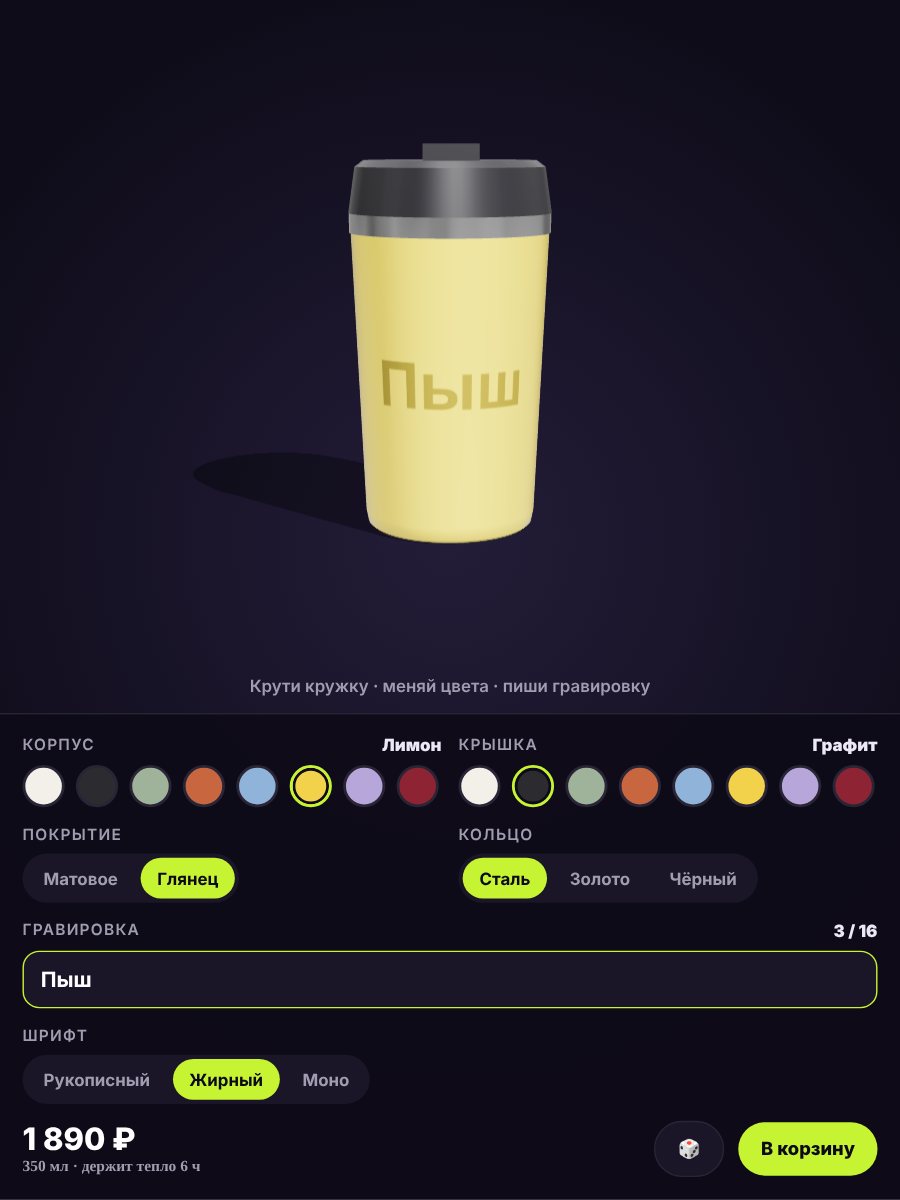 Пыш
Крути кружку · меняй цвета · пиши гравировку
КОРПУС
Лимон
КРЫШКА
Графит
ПОКРЫТИЕ
Матовое
Глянец
КОЛЬЦО
Сталь
Золото
Чёрный
ГРАВИРОВКА
3 / 16
Пыш
ШРИФТ
Рукописный
Жирный
Моно
1 890 ₽
350 мл · держит тепло 6 ч
В корзину